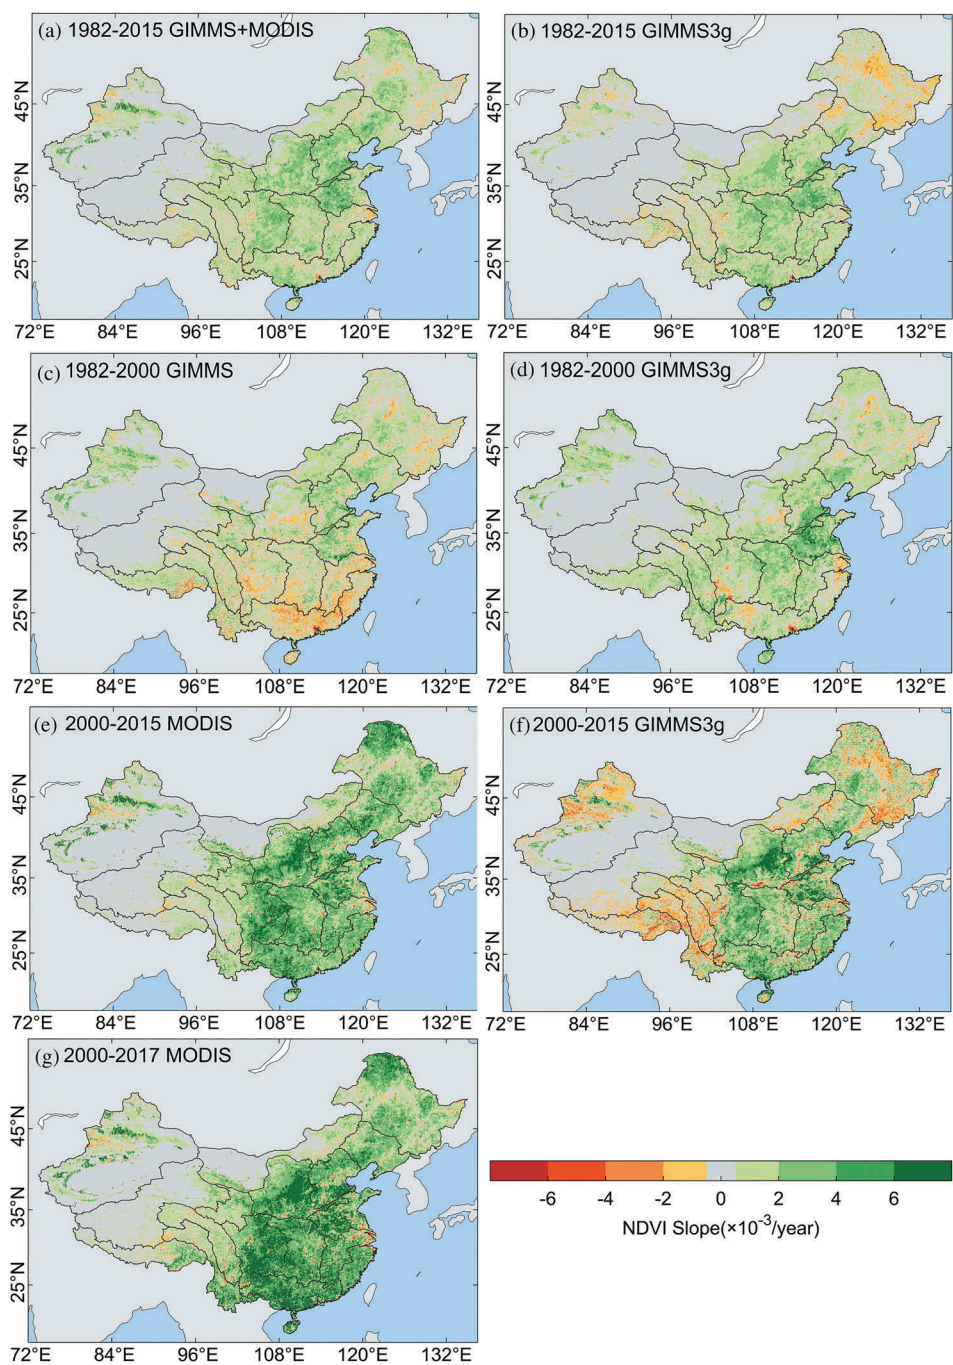 (a) 1982-2015 GIMMS+MODIS
(b) 1982-2015 GIMMS3g
45°N
35°N
25°N
45°N
35°N
25°N
72°E 84°E 96°E 108°E 120°E 132°E
72°E 84°E 96°E 108°E 120°E 132°E
(c) 1982-2000 GIMMS
(d) 1982-2000 GIMMS3g
45°N
35°N
25°N
45°N
35°N
25°N
72°E 84°E 96°E 108°E 120°E 132°E
72°E 84°E 96°E 108°E 120°E 132°E
(e) 2000-2015 MODIS
(f) 2000-2015 GIMMS3g
45°N
35°N
25°N
45°N
35°N
25°N
72°E 84°E 96°E 108°E 120°E 132°E
72°E 84°E 96°E 108°E 120°E 132°E
(g) 2000-2017 MODIS
45°N
35°N
25°N
72°E 84°E 96°E 108°E 120°E 132°E
-6 -4 -2 0 2 4 6
NDVI Slope(×10⁻³/year)